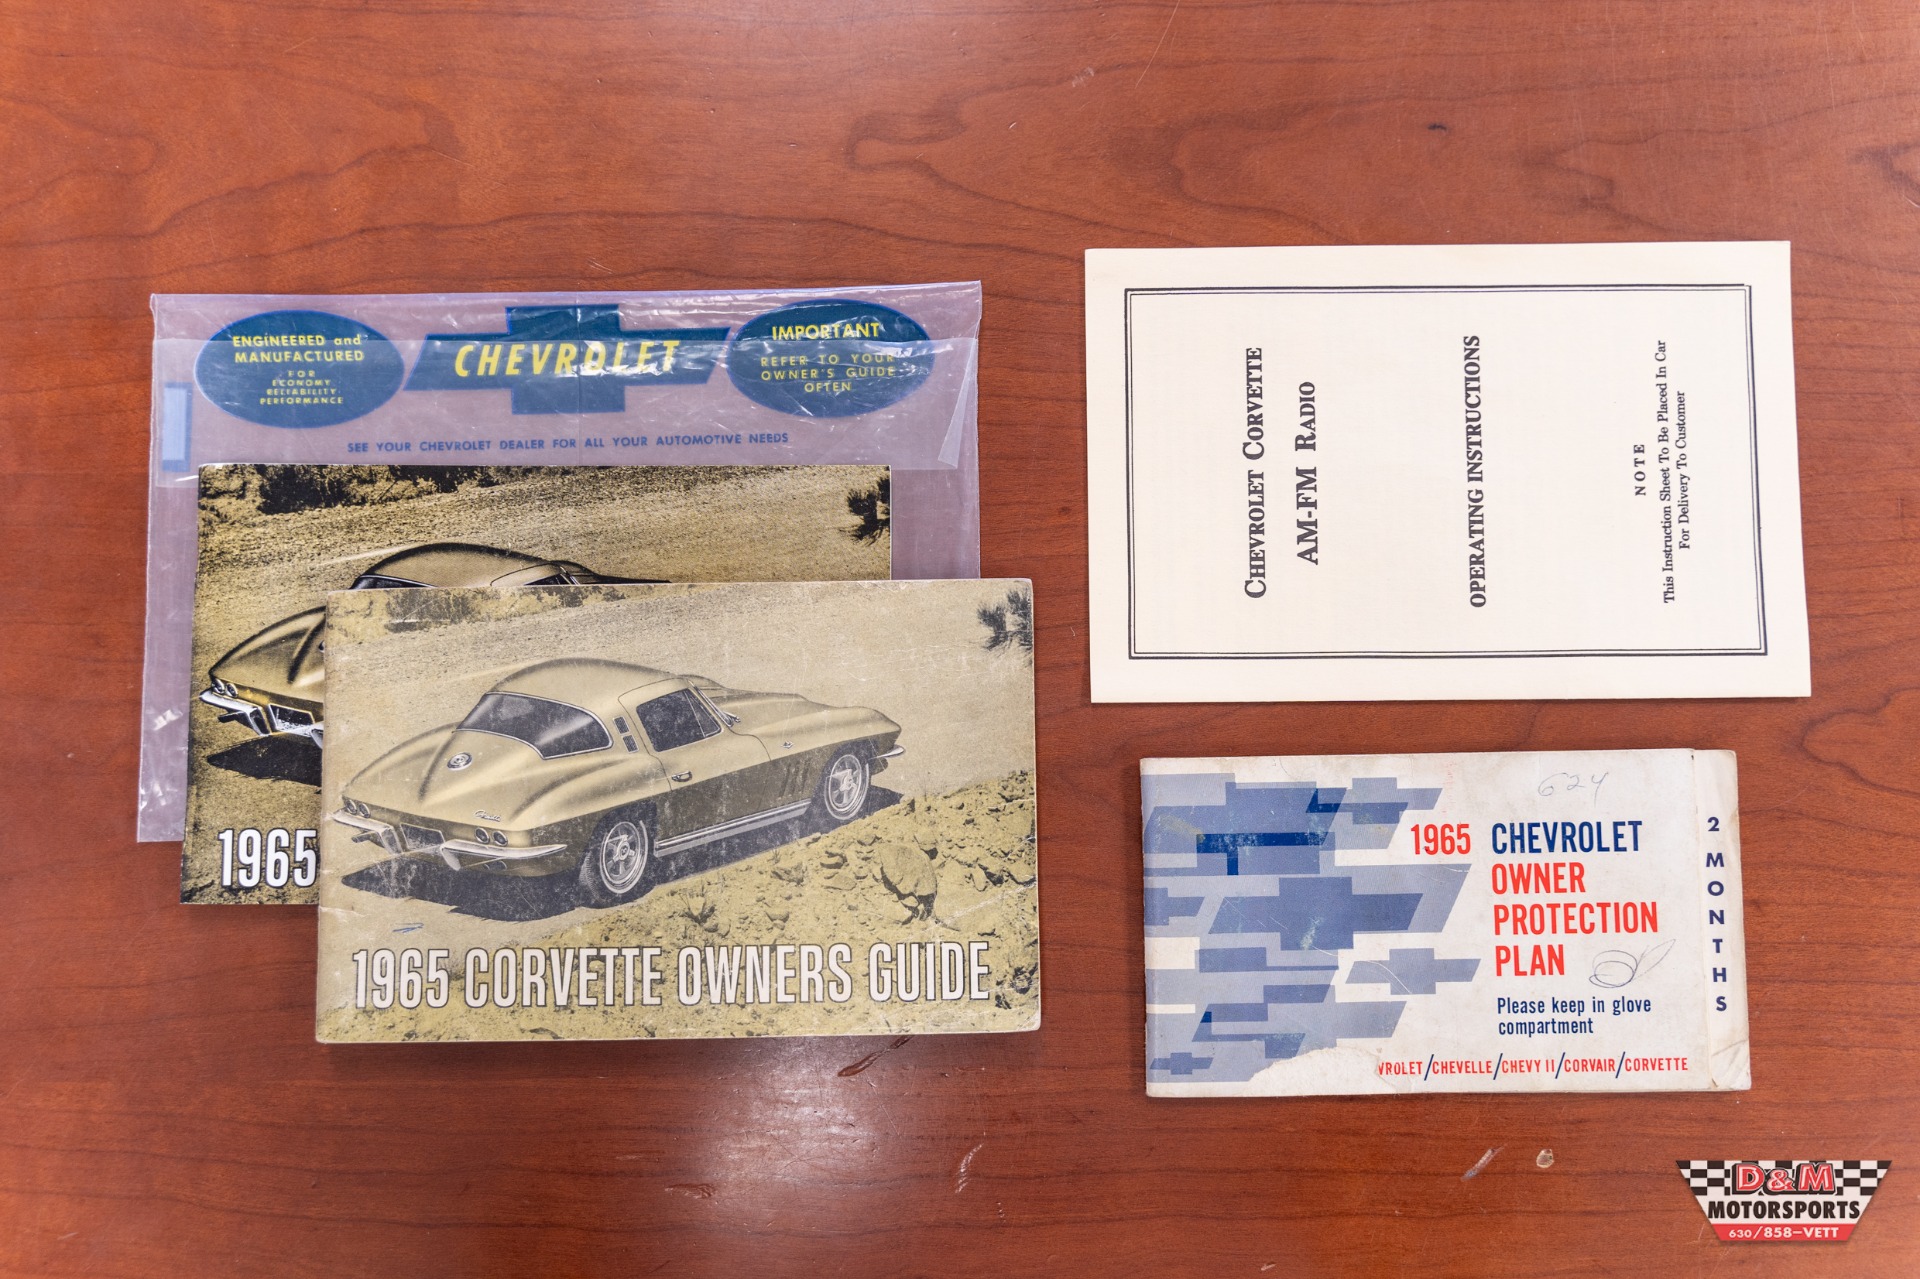 ENGINEERED and
MANUFACTURED
FOR
ECONOMY
RELIABILITY
PERFORMANCE
CHEVROLET
IMPORTANT
REFER TO YOUR
OWNER'S GUIDE
OFTEN
SEE YOUR CHEVROLET DEALER FOR ALL YOUR AUTOMOTIVE NEEDS
1965
1965 CORVETTE OWNERS GUIDE
CHEVROLET CORVETTE
AM-FM RADIO
OPERATING INSTRUCTIONS
NOTE
This Instruction Sheet To Be Placed In Car
For Delivery To Customer
624
1965 CHEVROLET
OWNER
PROTECTION
PLAN
Please keep in glove
compartment
VROLET/CHEVELLE/CHEVY II/CORVAIR/CORVETTE
2 MONTHS
D&M
MOTORSPORTS
630/858-VETT